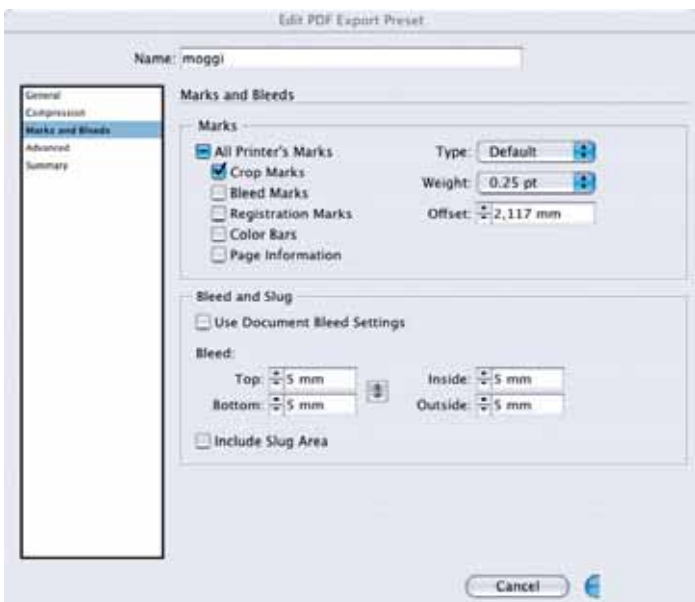 Edit PDF Export Preset
Name: moggi
General
Compression
Marks and Bleeds
Advanced
Summary
Marks and Bleeds
Marks
All Printer's Marks
Crop Marks
Bleed Marks
Registration Marks
Color Bars
Page Information
Type: Default
Weight: 0.25 pt
Offset: 2,117 mm
Bleed and Slug
Use Document Bleed Settings
Bleed:
Top: 5 mm
Bottom: 5 mm
Inside: 5 mm
Outside: 5 mm
Include Slug Area
Cancel